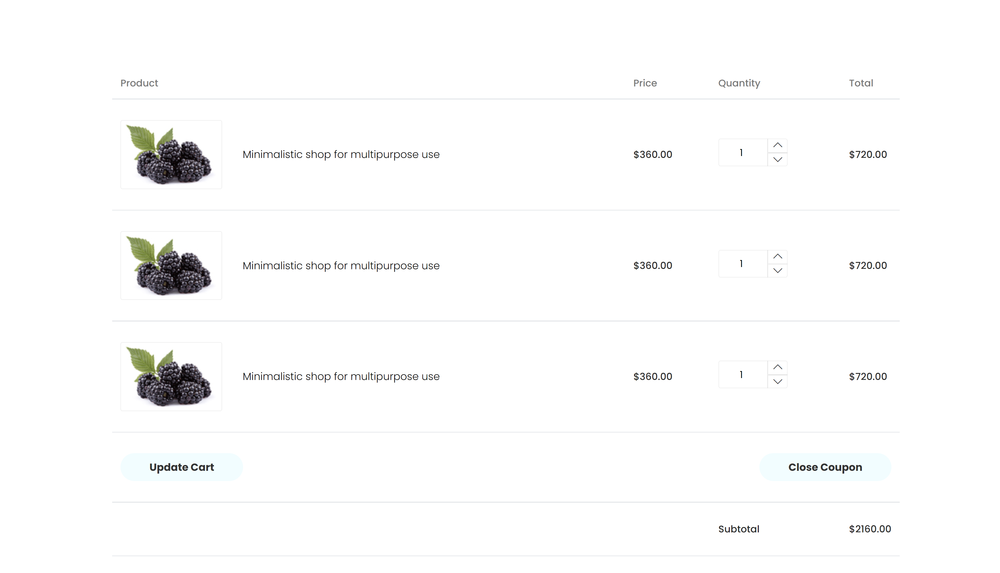 Product Price Quantity Total
Minimalistic shop for multipurpose use $360.00 1 $720.00
Minimalistic shop for multipurpose use $360.00 1 $720.00
Minimalistic shop for multipurpose use $360.00 1 $720.00
Update Cart Close Coupon
Subtotal $2160.00